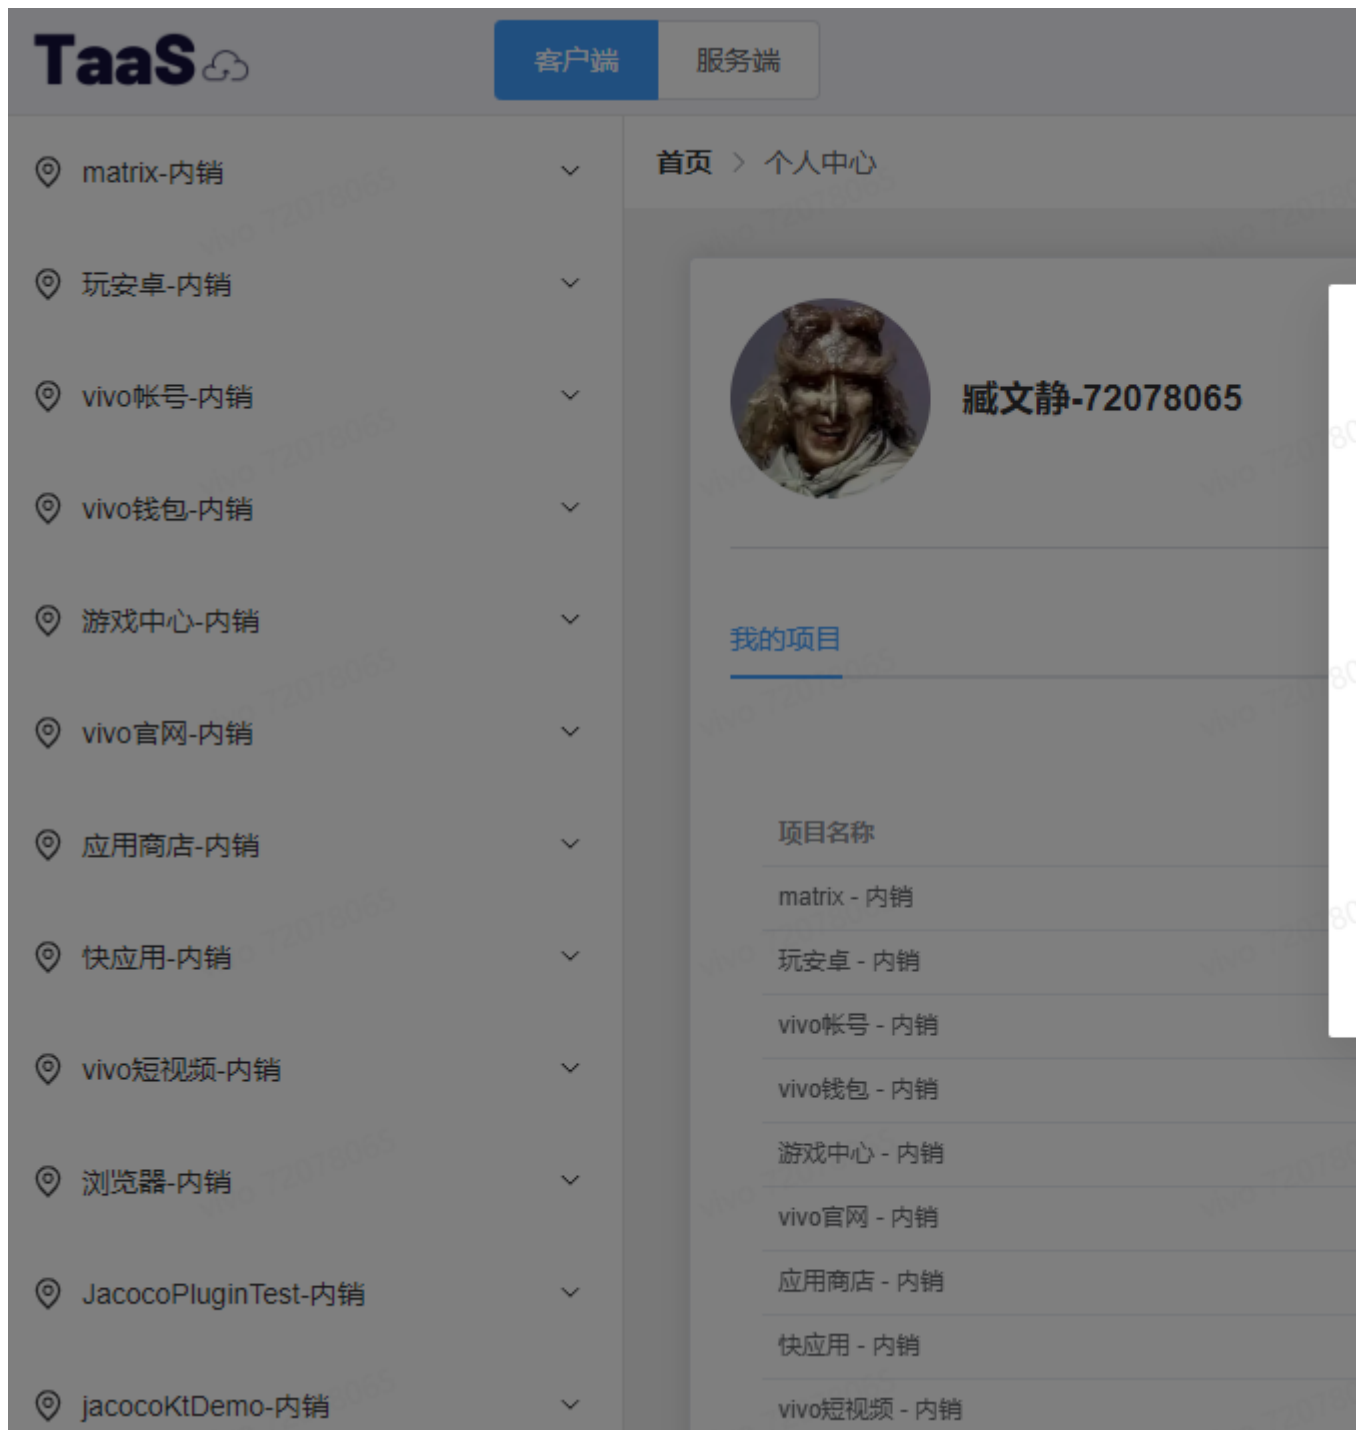 TaaS
客户端 服务端
matrix-内销
玩安卓-内销
vivo帐号-内销
vivo钱包-内销
游戏中心-内销
vivo官网-内销
应用商店-内销
快应用-内销
vivo短视频-内销
浏览器-内销
JacocoPluginTest-内销
jacocoKtDemo-内销
首页 > 个人中心
臧文静-72078065
我的项目
项目名称
matrix - 内销
玩安卓 - 内销
vivo帐号 - 内销
vivo钱包 - 内销
游戏中心 - 内销
vivo官网 - 内销
应用商店 - 内销
快应用 - 内销
vivo短视频 - 内销
vivo 72078065